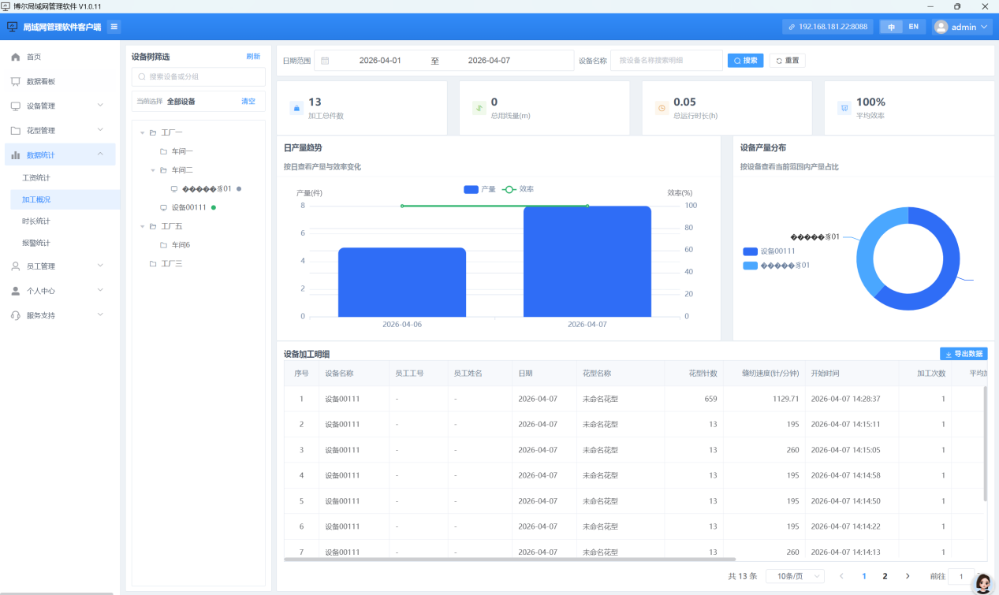 博尔局域网管理软件 V1.0.11
局域网管理软件客户端
192.168.181.22:8088
中 EN
admin
首页
数据看板
设备管理
花型管理
数据统计
工资统计
加工概况
时长统计
报警统计
员工管理
个人中心
服务支持
设备树筛选 刷新
搜索设备或分组
当前选择 全部设备 清空
工厂一
车间一
车间二
�����豸01
设备00111
工厂五
车间6
工厂三
日期范围 2026-04-01 至 2026-04-07 设备名称 按设备名称搜索明细 搜索 重置
13
加工总件数
0
总用线量(m)
0.05
总运行时长(h)
100%
平均效率
日产量趋势
按日查看产量与效率变化
产量(件) 产量 效率 效率(%)
8 100
80
6
60
4
40
2
20
0 0
2026-04-06 2026-04-07
设备产量分布
按设备查看当前范围内产量占比
�����豸01
设备00111
�����豸01
设备加工明细 导出数据
序号 设备名称 员工工号 员工姓名 日期 花型名称 花型针数 缝纫速度(针/分钟) 开始时间 加工次数 平均加
1 设备00111 - - 2026-04-07 未命名花型 659 1129.71 2026-04-07 14:28:37 1
2 设备00111 - - 2026-04-07 未命名花型 13 195 2026-04-07 14:15:11 1
3 设备00111 - - 2026-04-07 未命名花型 13 260 2026-04-07 14:15:05 1
4 设备00111 - - 2026-04-07 未命名花型 13 195 2026-04-07 14:14:58 1
5 设备00111 - - 2026-04-07 未命名花型 13 195 2026-04-07 14:14:50 1
6 设备00111 - - 2026-04-07 未命名花型 13 195 2026-04-07 14:14:22 1
7 设备00111 - - 2026-04-07 未命名花型 13 260 2026-04-07 14:14:13 1
共 13 条 10条/页 1 2 前往 1